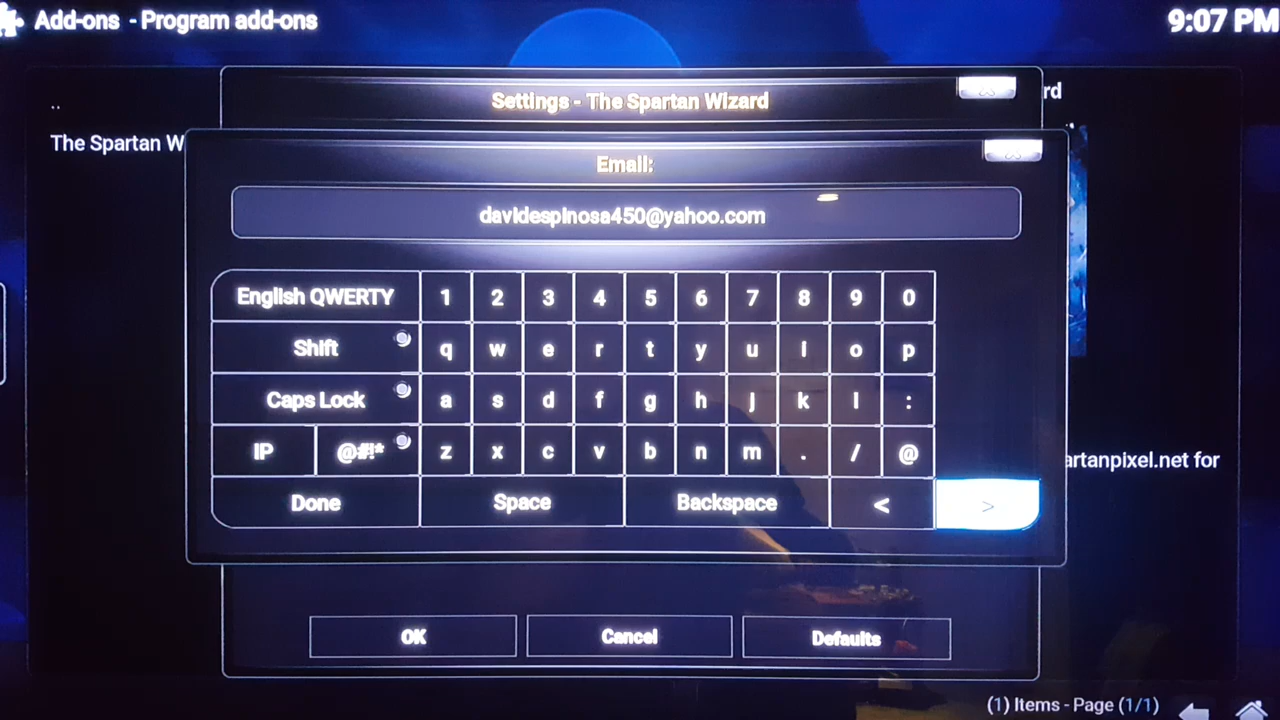 Add-ons - Program add-ons
9:07 PM
Settings - The Spartan Wizard
rd
..
The Spartan W
Email:
davidespinosa450@yahoo.com
English QWERTY 1 2 3 4 5 6 7 8 9 0
Shift q w e r t y u i o p
Caps Lock a s d f g h j k l :
IP @#!* z x c v b n m . / @
artanpixel.net for
Done Space Backspace < >
OK Cancel Defaults
(1) Items - Page (1/1)